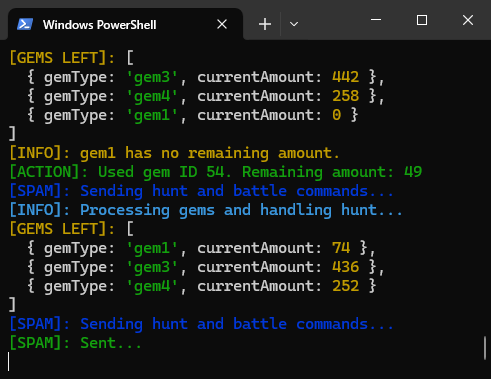 Windows PowerShell
[GEMS LEFT]: [
  { gemType: 'gem3', currentAmount: 442 },
  { gemType: 'gem4', currentAmount: 258 },
  { gemType: 'gem1', currentAmount: 0 }
]
[INFO]: gem1 has no remaining amount.
[ACTION]: Used gem ID 54. Remaining amount: 49
[SPAM]: Sending hunt and battle commands...
[INFO]: Processing gems and handling hunt...
[GEMS LEFT]: [
  { gemType: 'gem1', currentAmount: 74 },
  { gemType: 'gem3', currentAmount: 436 },
  { gemType: 'gem4', currentAmount: 252 }
]
[SPAM]: Sending hunt and battle commands...
[SPAM]: Sent...